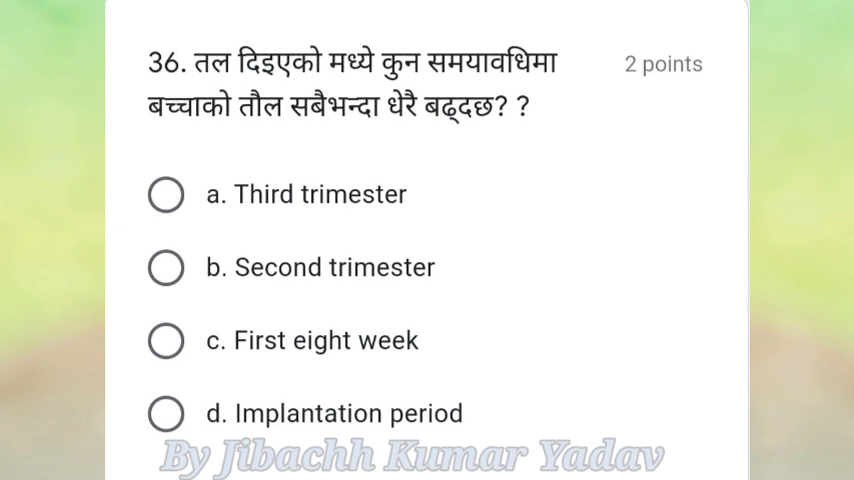 36. तल दिइएको मध्ये कुन समयावधिमा 2 points
बच्चाको तौल सबैभन्दा धेरै बढ्दछ? ?
a. Third trimester
b. Second trimester
c. First eight week
d. Implantation period
By Jibachh Kumar Yadav